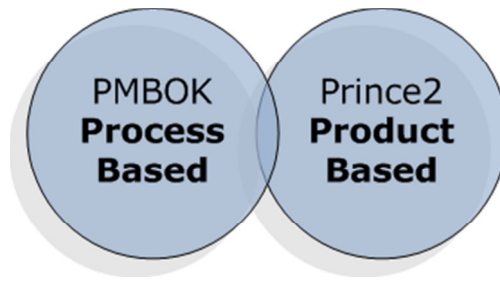 PMBOK
Process
Based
Prince2
Product
Based